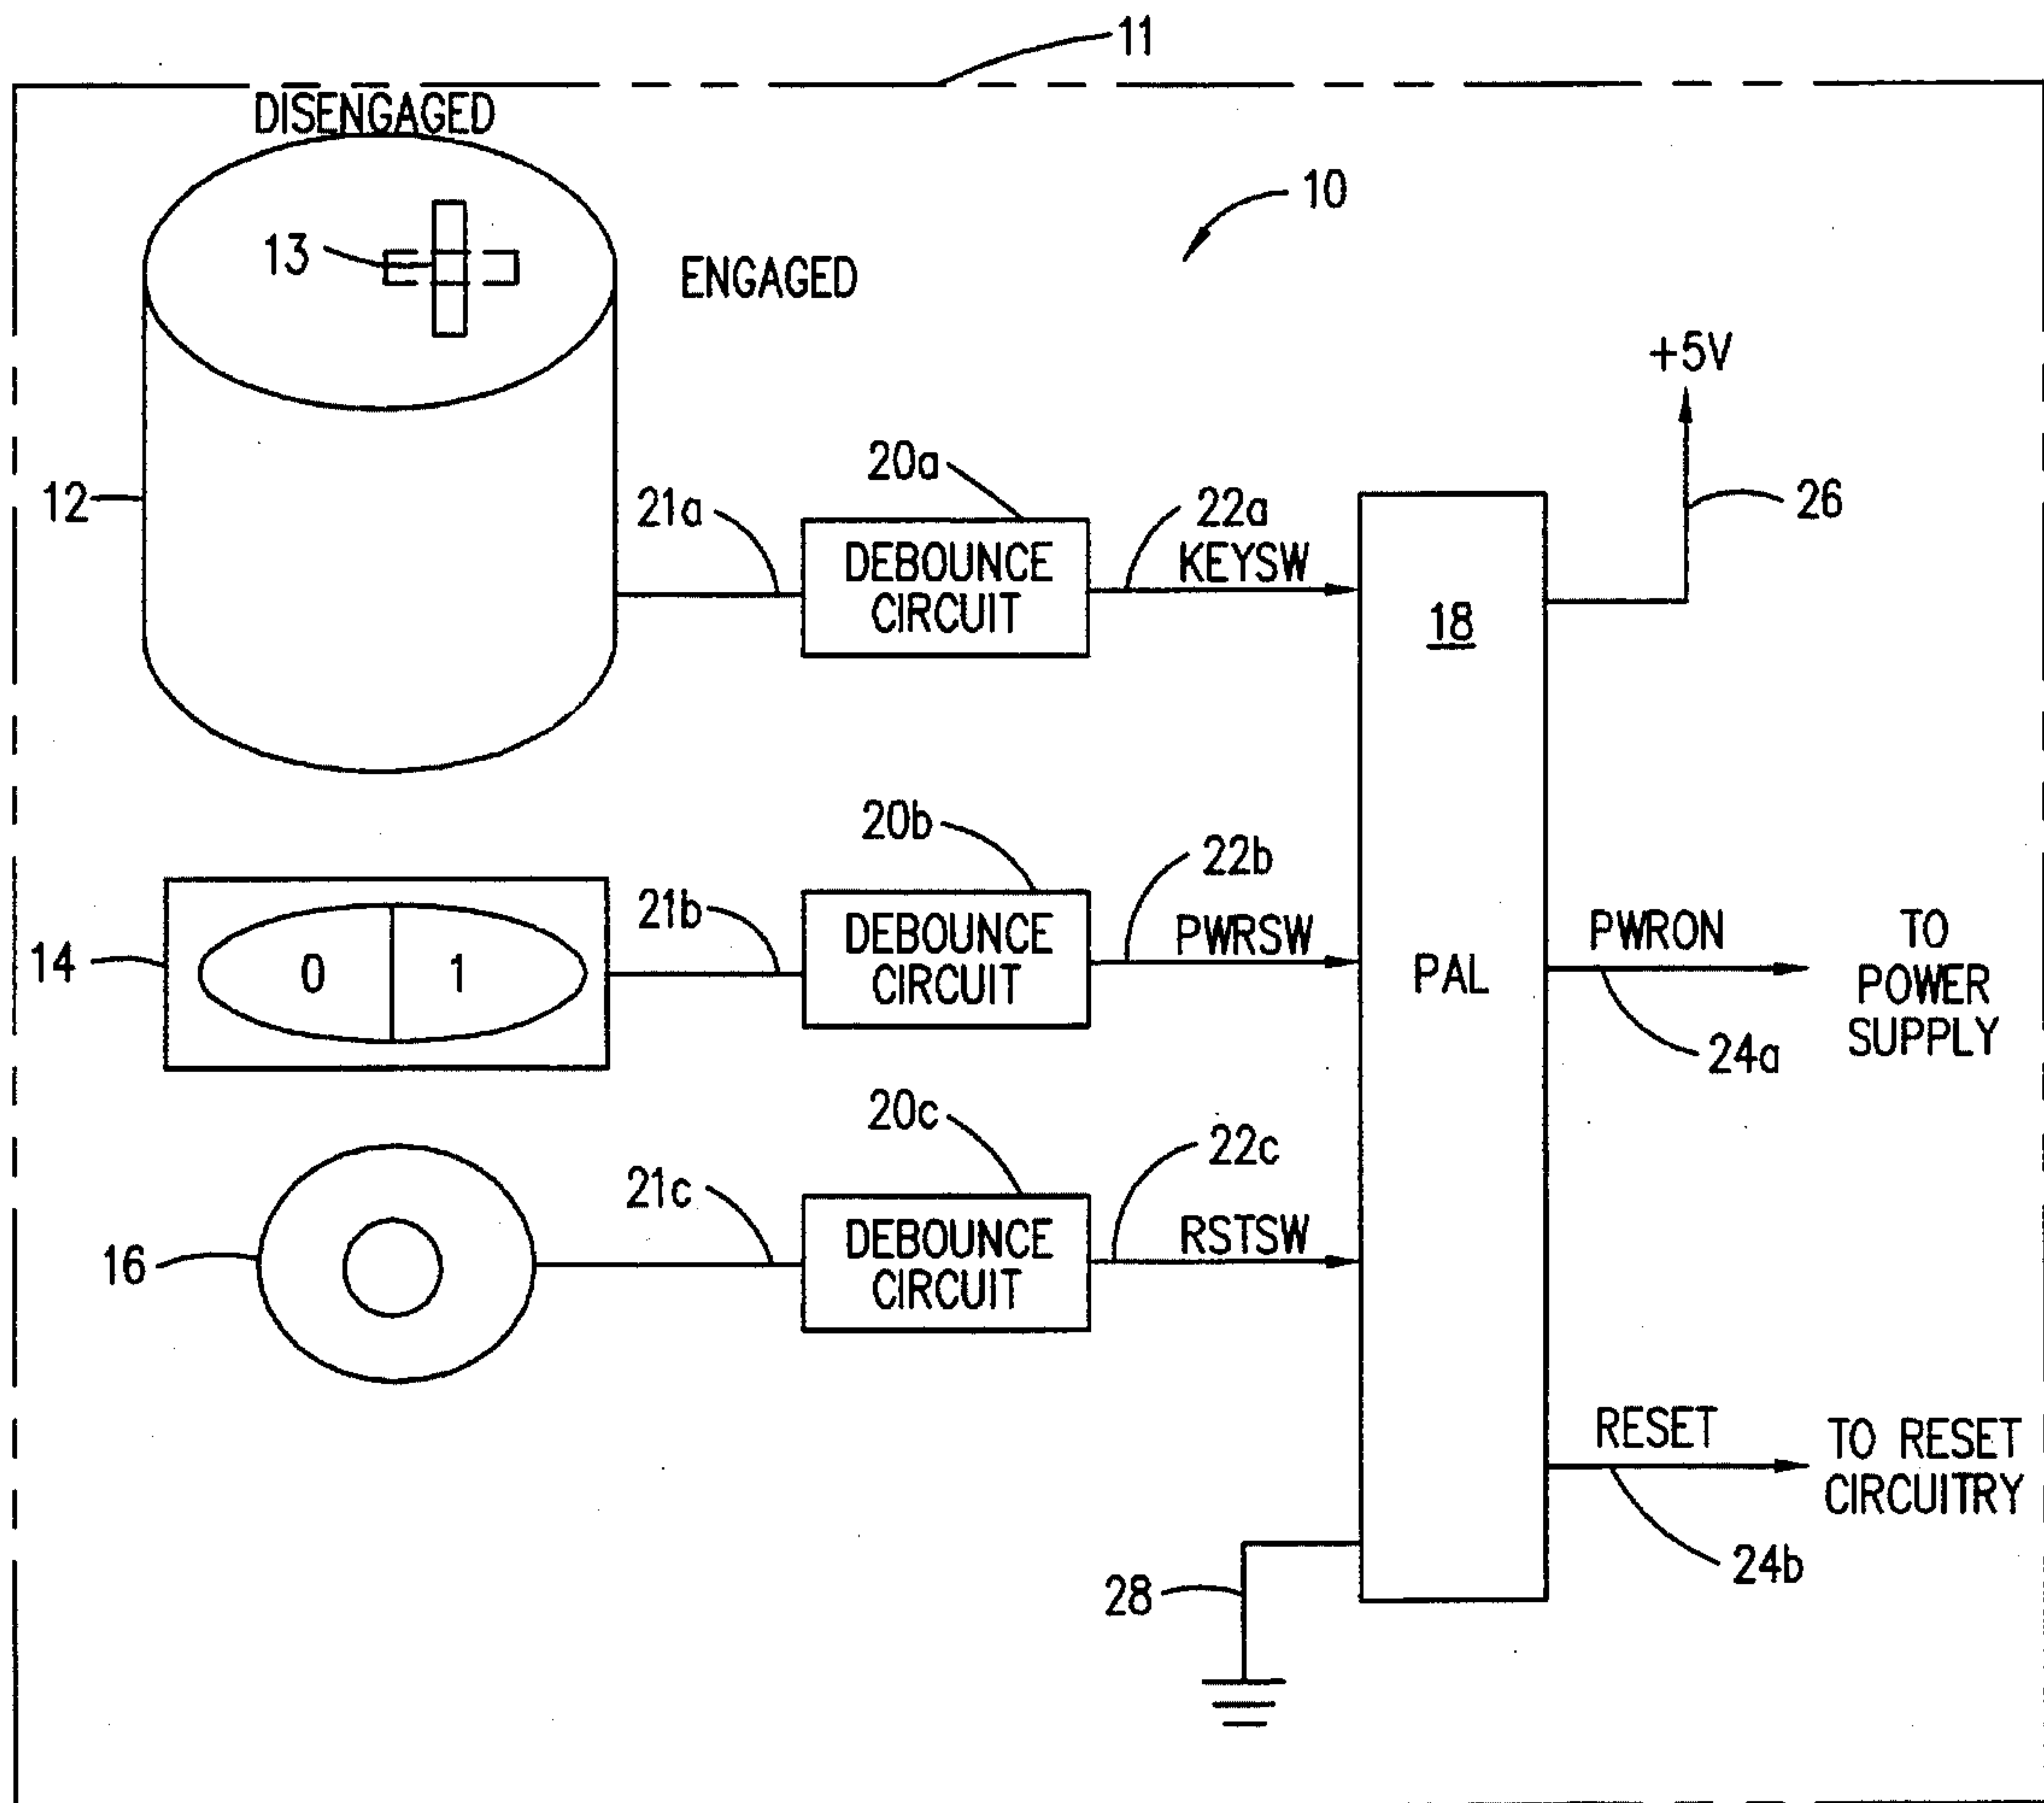 11
DISENGAGED
10
13
ENGAGED
+5V
12
20a
21a
22a
26
DEBOUNCE
CIRCUIT
KEYSW
18
20b
21b
22b
DEBOUNCE
CIRCUIT
PWRSW
14
0 1
PAL
PWRON
TO
POWER
SUPPLY
24a
20c
21c
22c
DEBOUNCE
CIRCUIT
RSTSW
16
RESET
TO RESET
CIRCUITRY
24b
28